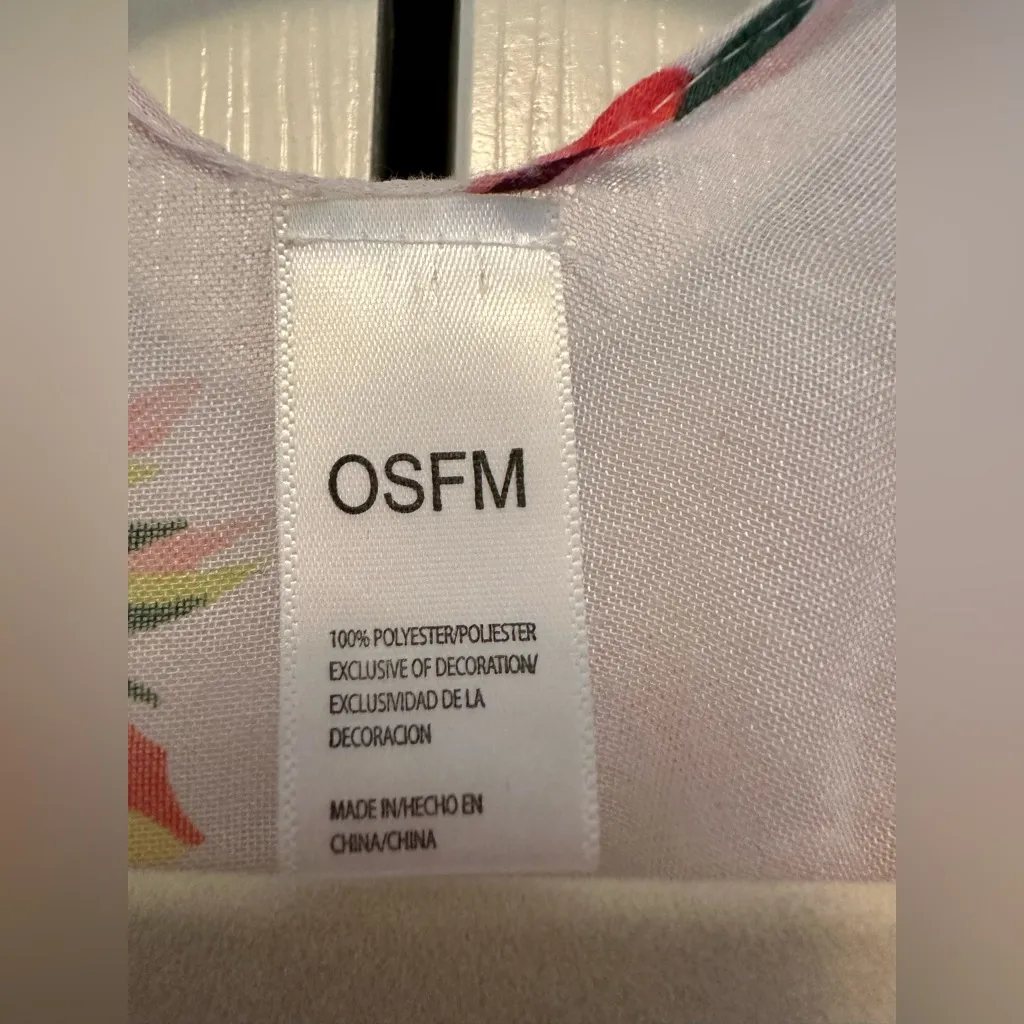 OSFM
100% POLYESTER/POLIESTER
EXCLUSIVE OF DECORATION/
EXCLUSIVIDAD DE LA
DECORACION
MADE IN/HECHO EN
CHINA/CHINA